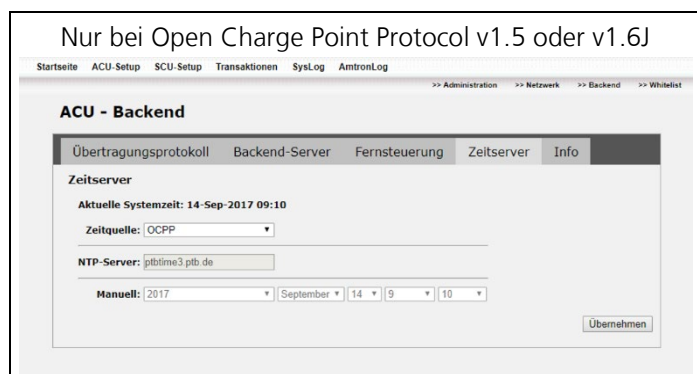 Nur bei Open Charge Point Protocol v1.5 oder v1.6J
Startseite ACU-Setup SCU-Setup Transaktionen SysLog AmtronLog
>> Administration >> Netzwerk >> Backend >> Whitelist
ACU - Backend
Übertragungsprotokoll Backend-Server Fernsteuerung Zeitserver Info
Zeitserver
Aktuelle Systemzeit: 14-Sep-2017 09:10
Zeitquelle: OCPP
NTP-Server: ptbtime3.ptb.de
Manuell: 2017 September 14 9 10
Übernehmen